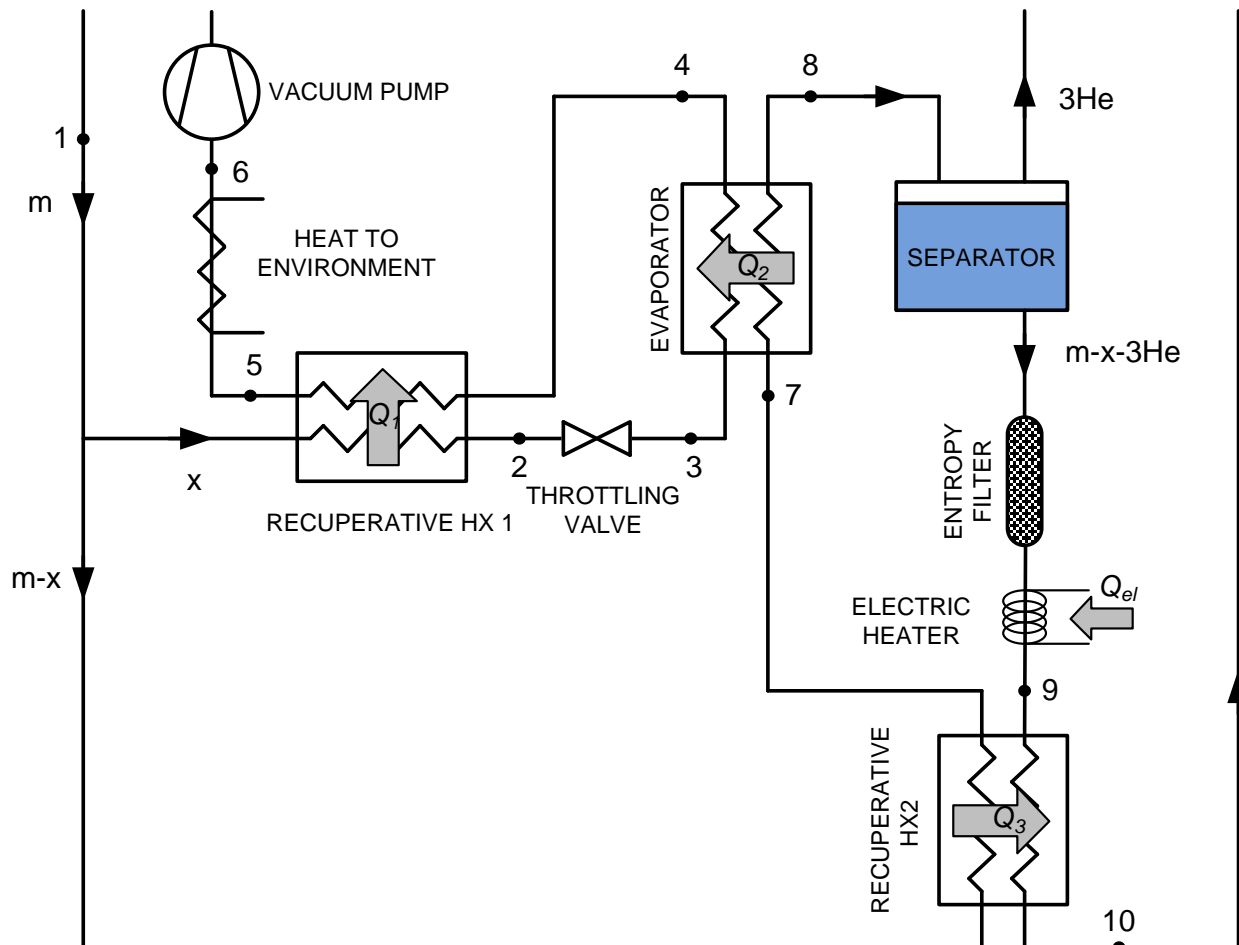 4
8
VACUUM PUMP
3He
1
6
m
HEAT TO
ENVIRONMENT
EVAPORATOR
Q2
SEPARATOR
m-x-3He
5
7
Q1
x
2
3
THROTTLING
VALVE
RECUPERATIVE HX 1
ENTROPY
FILTER
m-x
Qel
ELECTRIC
HEATER
9
RECUPERATIVE
HX2
Q3
10